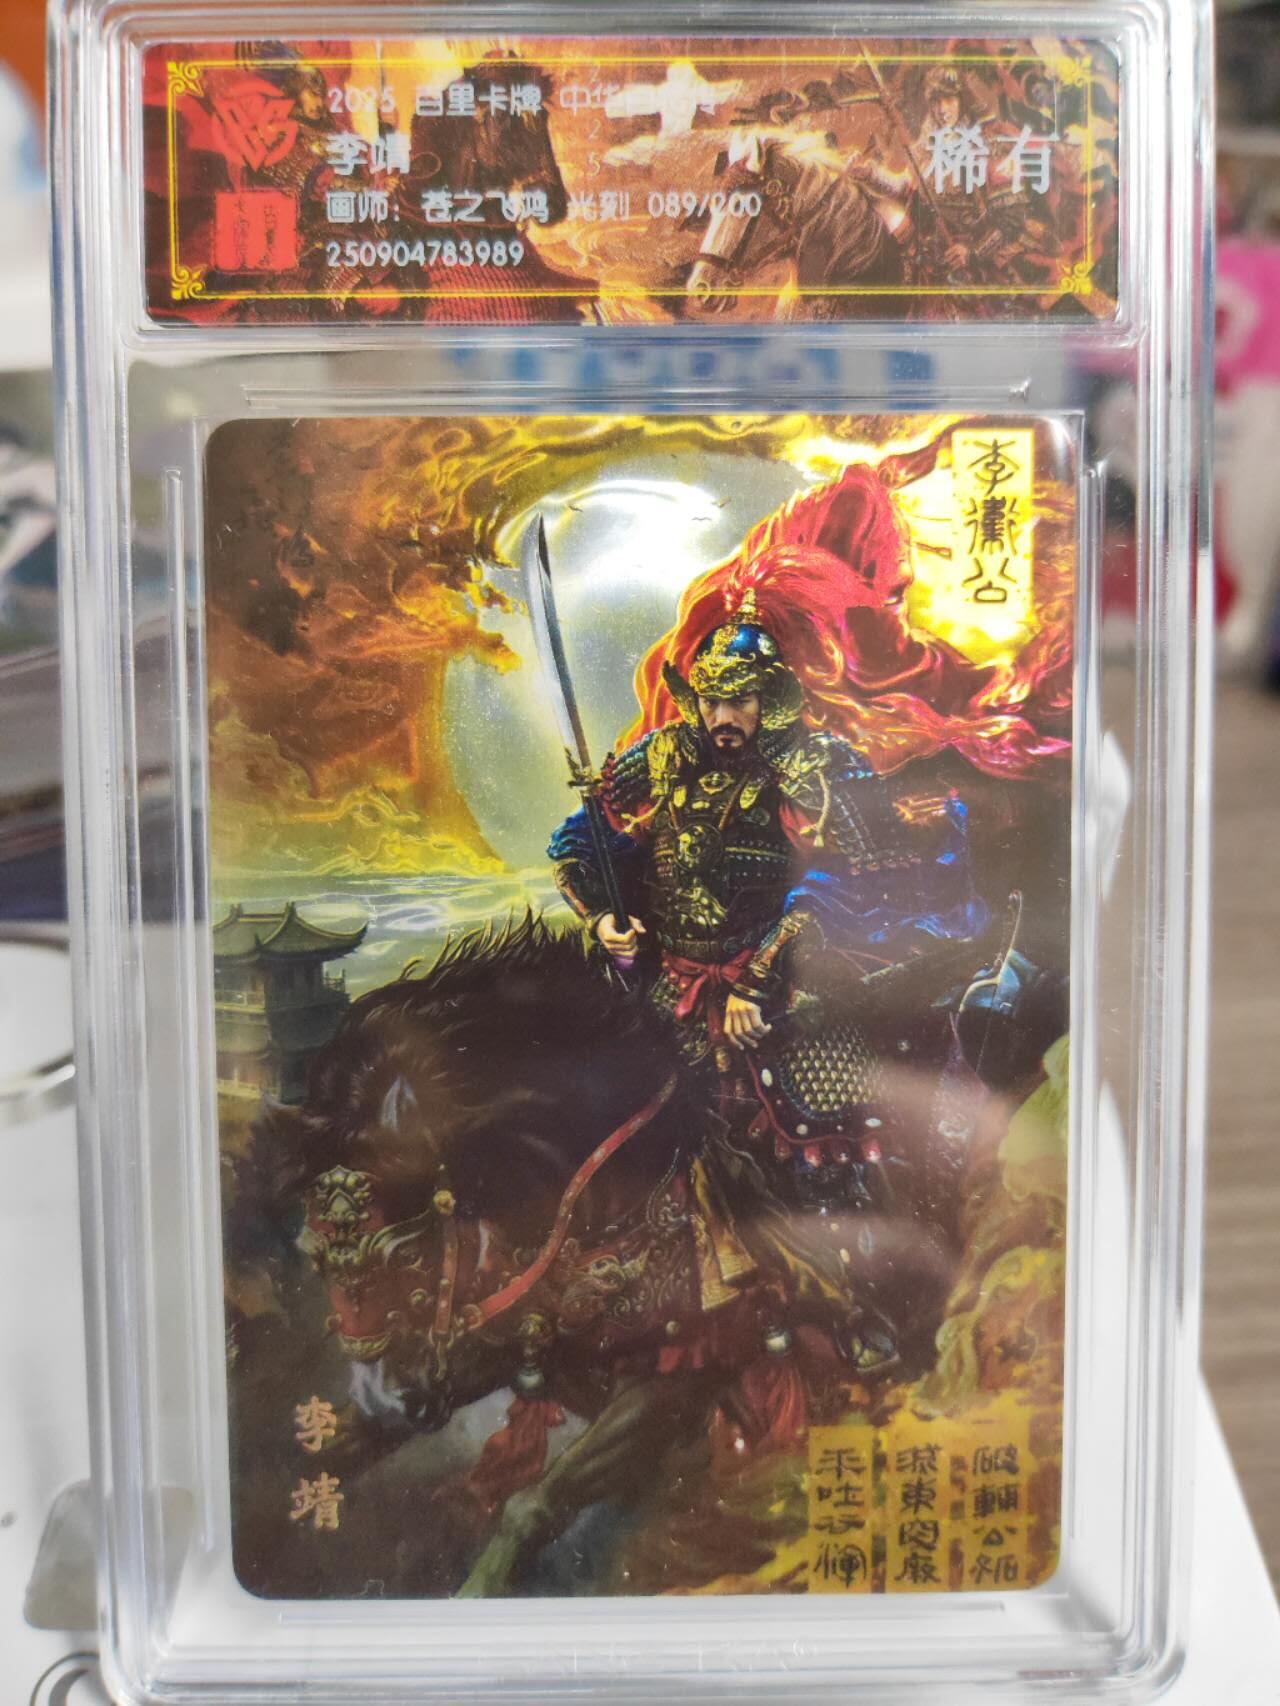 2025 百里卡牌 中华
稀有
李靖
画师：苍之飞鸿 光刻 089/200
250904783989
李衛公
李靖
破輔公祏
滅東突厥
平吐谷渾